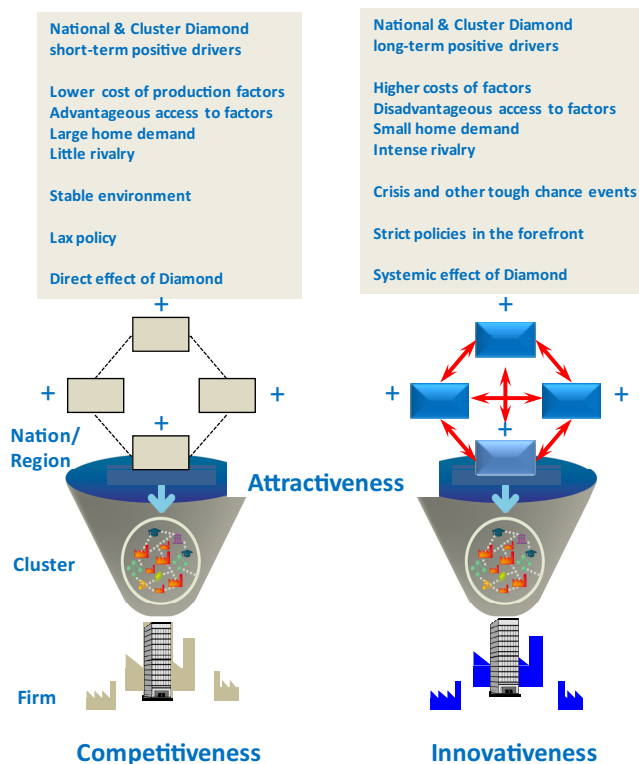 National & Cluster Diamond
short-term positive drivers
Lower cost of production factors
Advantageous access to factors
Large home demand
Little rivalry
Stable environment
Lax policy
Direct effect of Diamond
National & Cluster Diamond
long-term positive drivers
Higher costs of factors
Disadvantageous access to factors
Small home demand
Intense rivalry
Crisis and other tough chance events
Strict policies in the forefront
Systemic effect of Diamond
+
+
+
+
+
+
+
+
Nation/
Region
Attractiveness
Cluster
Firm
Competitiveness
Innovativeness